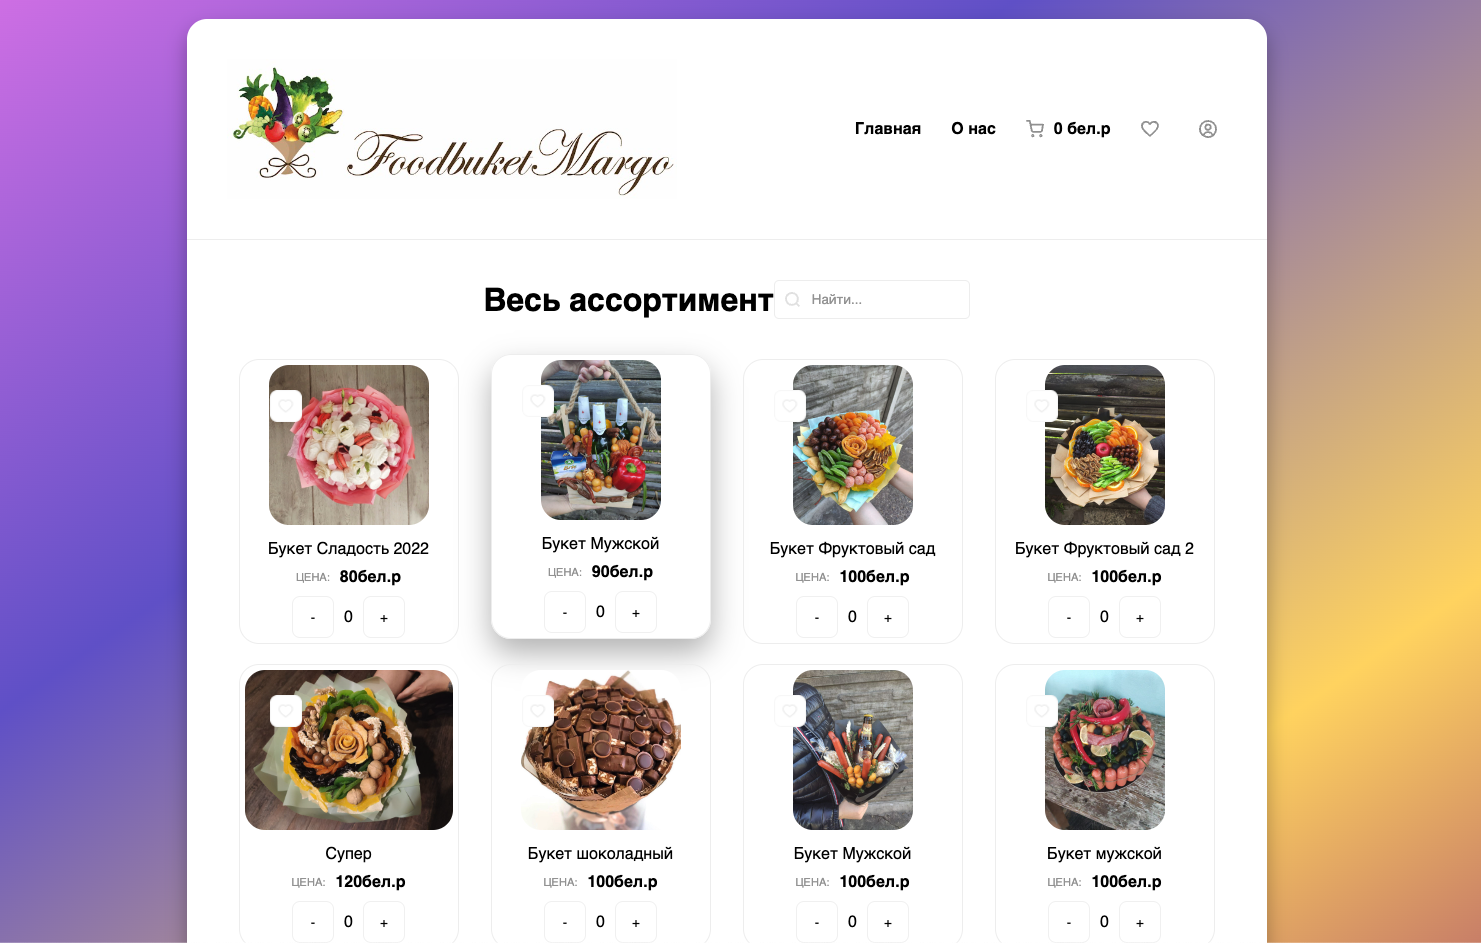 FoodbuketMargo
Главная О нас 0 бел.р
Весь ассортимент Найти...
Букет Сладость 2022
ЦЕНА: 80бел.р
- 0 +
Букет Мужской
ЦЕНА: 90бел.р
- 0 +
Букет Фруктовый сад
ЦЕНА: 100бел.р
- 0 +
Букет Фруктовый сад 2
ЦЕНА: 100бел.р
- 0 +
Супер
ЦЕНА: 120бел.р
- 0 +
Букет шоколадный
ЦЕНА: 100бел.р
- 0 +
Букет Мужской
ЦЕНА: 100бел.р
- 0 +
Букет мужской
ЦЕНА: 100бел.р
- 0 +